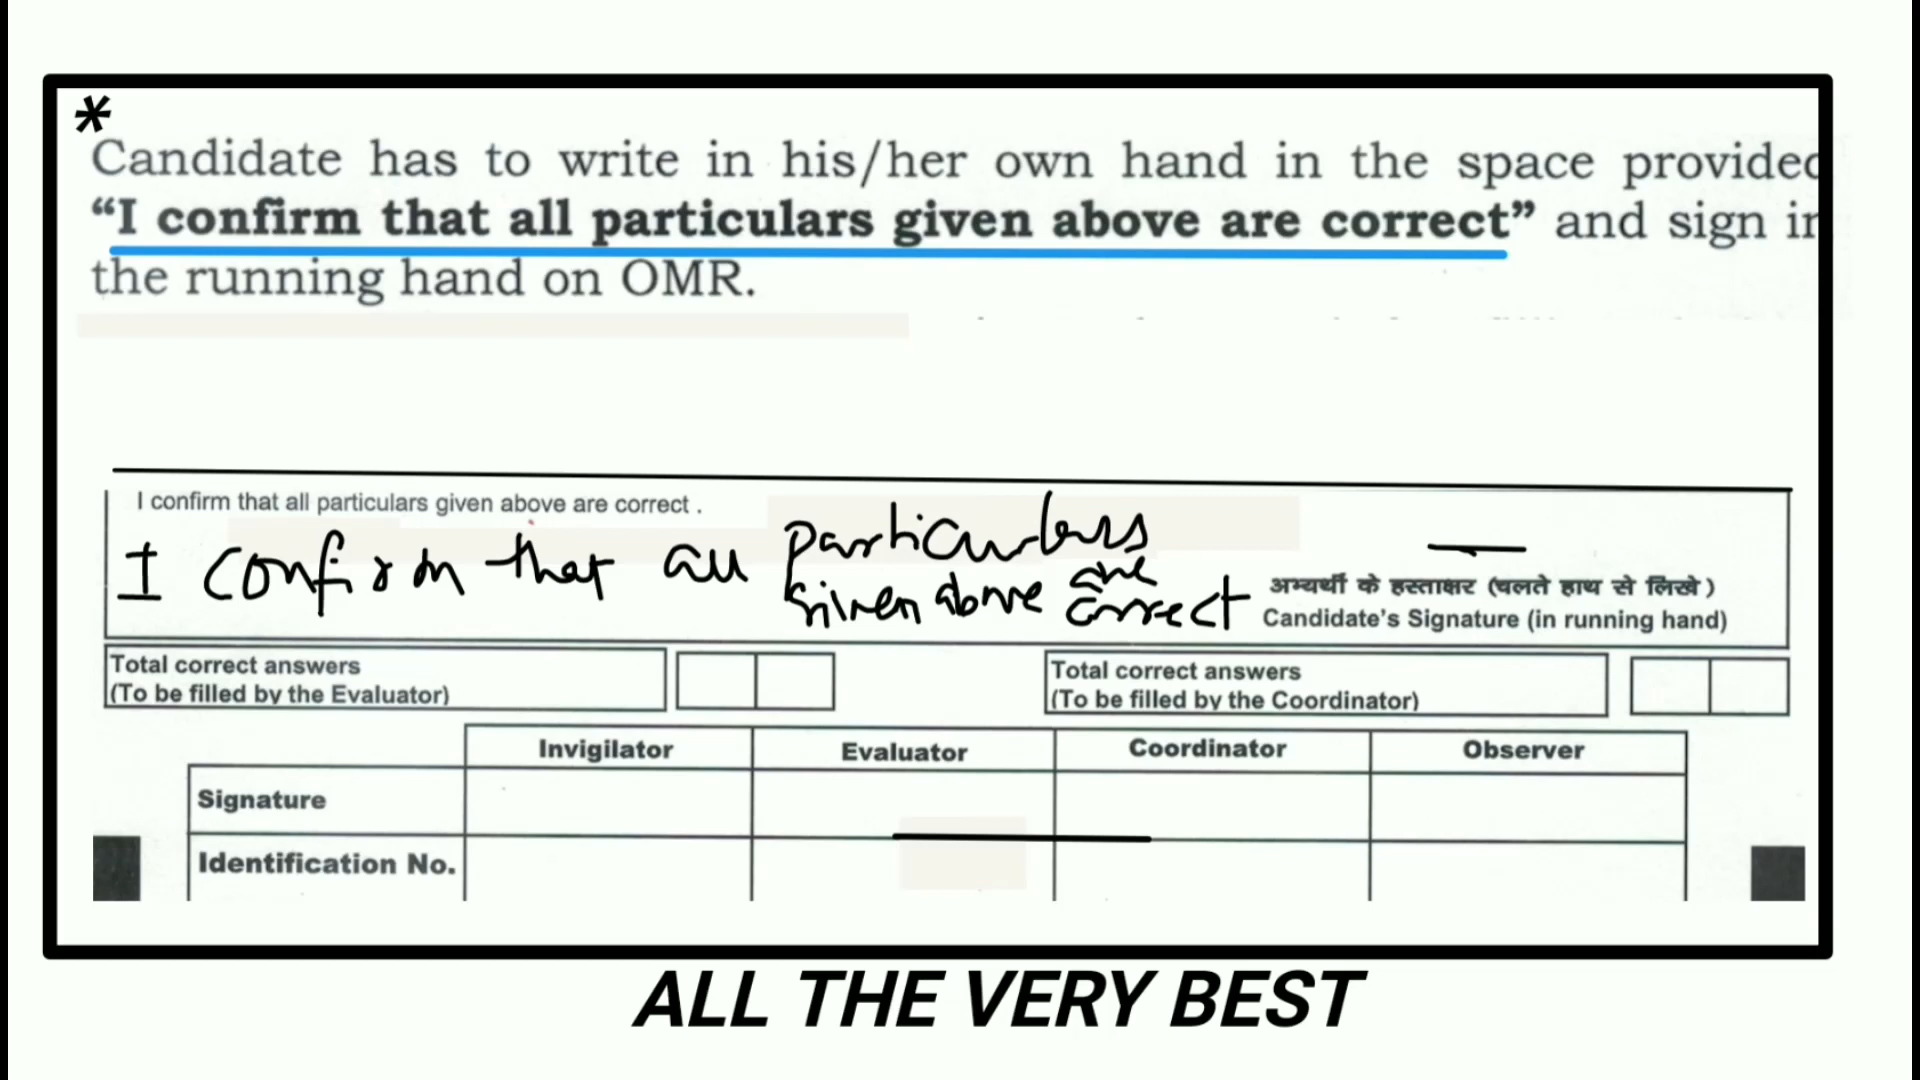 *
Candidate has to write in his/her own hand in the space provided
“I confirm that all particulars given above are correct” and sign in
the running hand on OMR.
I confirm that all particulars given above are correct .
I confirm that all particulars
given above are
correct
अभ्यर्थी के हस्ताक्षर (चलते हाथ से लिखे)
Candidate's Signature (in running hand)
Total correct answers
(To be filled by the Evaluator)
Total correct answers
(To be filled by the Coordinator)
Invigilator Evaluator Coordinator Observer
Signature
Identification No.
ALL THE VERY BEST